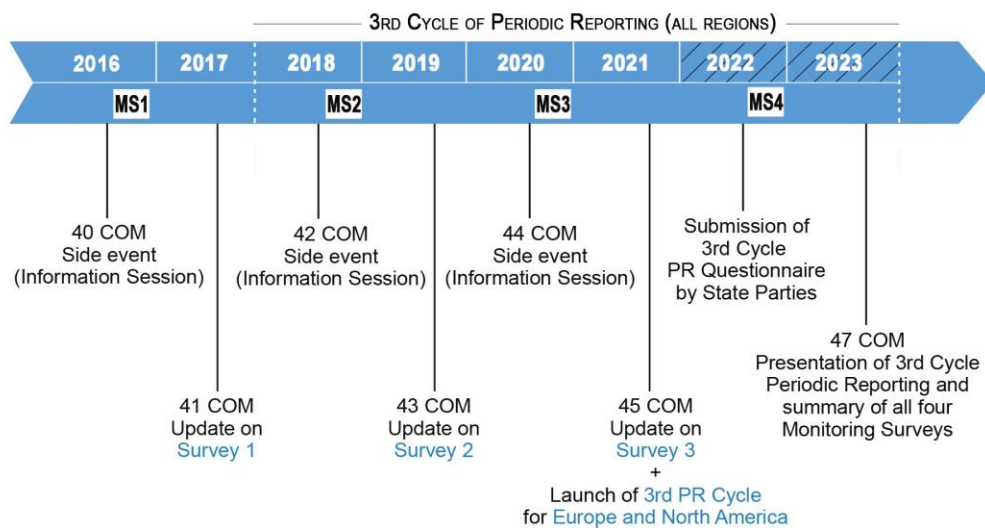 3RD CYCLE OF PERIODIC REPORTING (ALL REGIONS)
2016 2017 2018 2019 2020 2021 2022 2023
MS1 MS2 MS3 MS4
40 COM
Side event
(Information Session)
42 COM
Side event
(Information Session)
44 COM
Side event
(Information Session)
Submission of
3rd Cycle
PR Questionnaire
by State Parties
47 COM
Presentation of 3rd Cycle
Periodic Reporting and
summary of all four
Monitoring Surveys
41 COM
Update on
Survey 1
43 COM
Update on
Survey 2
45 COM
Update on
Survey 3
+
Launch of 3rd PR Cycle
for Europe and North America